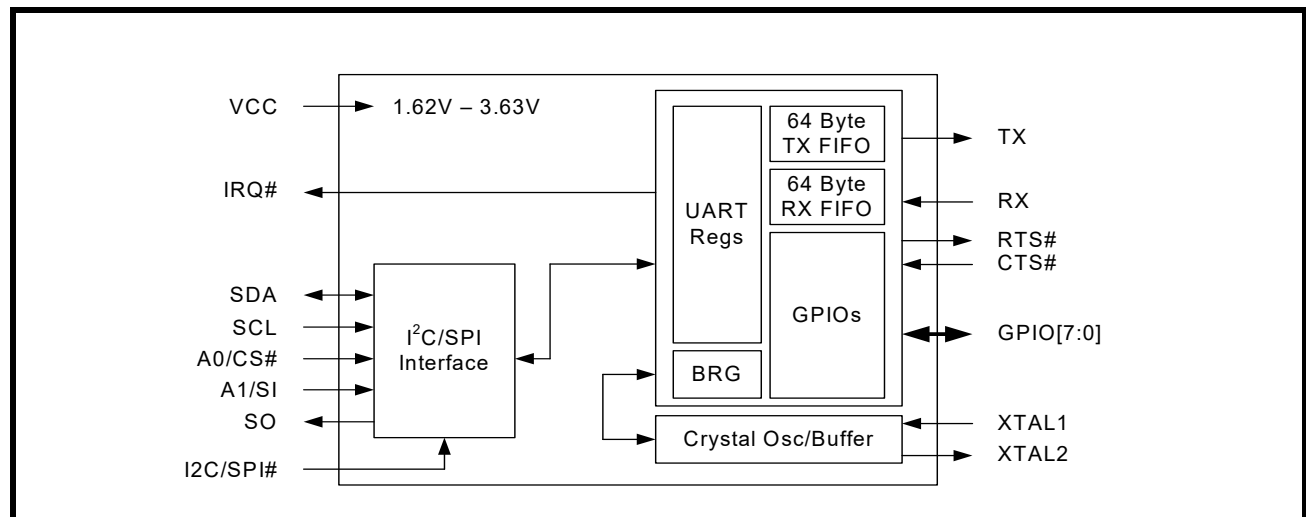 VCC
1.62V – 3.63V
IRQ#
SDA
SCL
A0/CS#
A1/SI
SO
I2C/SPI#
I²C/SPI
Interface
UART
Regs
BRG
64 Byte
TX FIFO
64 Byte
RX FIFO
GPIOs
Crystal Osc/Buffer
TX
RX
RTS#
CTS#
GPIO[7:0]
XTAL1
XTAL2